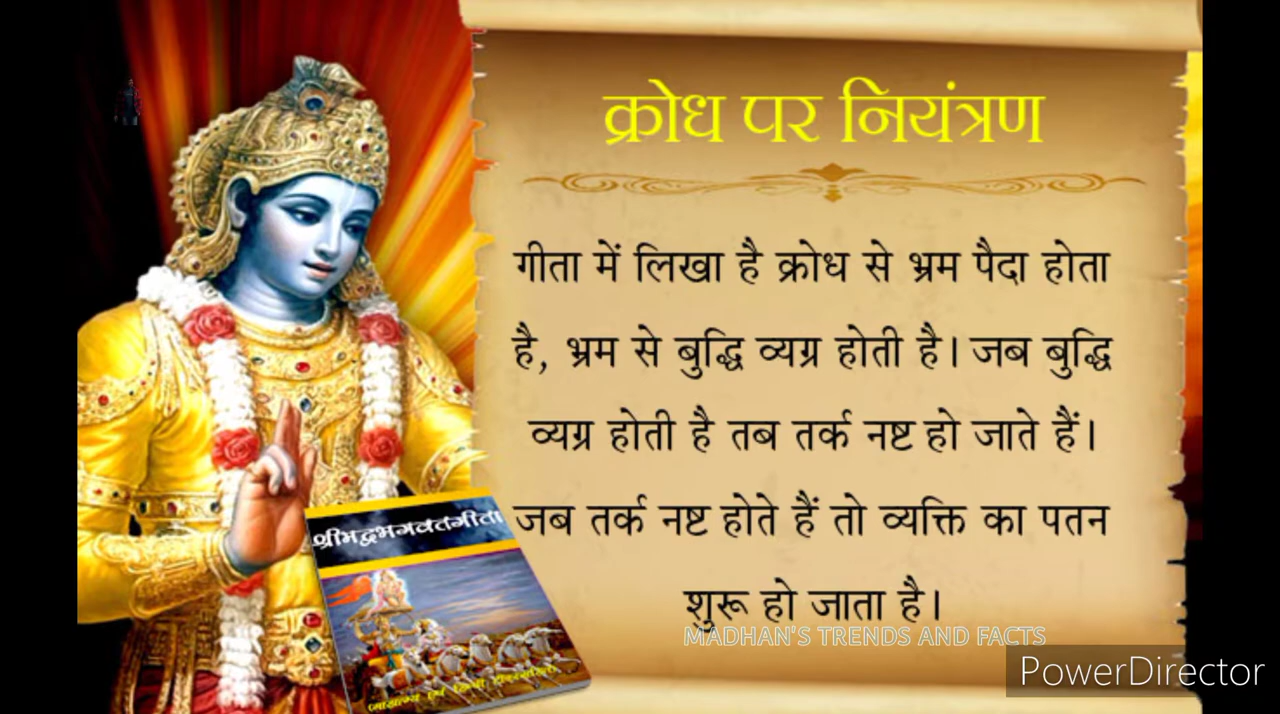 क्रोध पर नियंत्रण
गीता में लिखा है क्रोध से भ्रम पैदा होता
है, भ्रम से बुद्धि व्यग्र होती है। जब बुद्धि
व्यग्र होती है तब तर्क नष्ट हो जाते हैं।
जब तर्क नष्ट होते हैं तो व्यक्ति का पतन
शुरू हो जाता है।
श्रीमद्वभगवतगीता
MADHAN'S TRENDS AND FACTS
PowerDirector